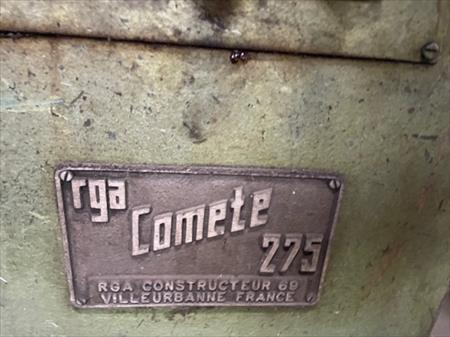 rga
Comete
275
RGA CONSTRUCTEUR 69
VILLEURBANNE FRANCE